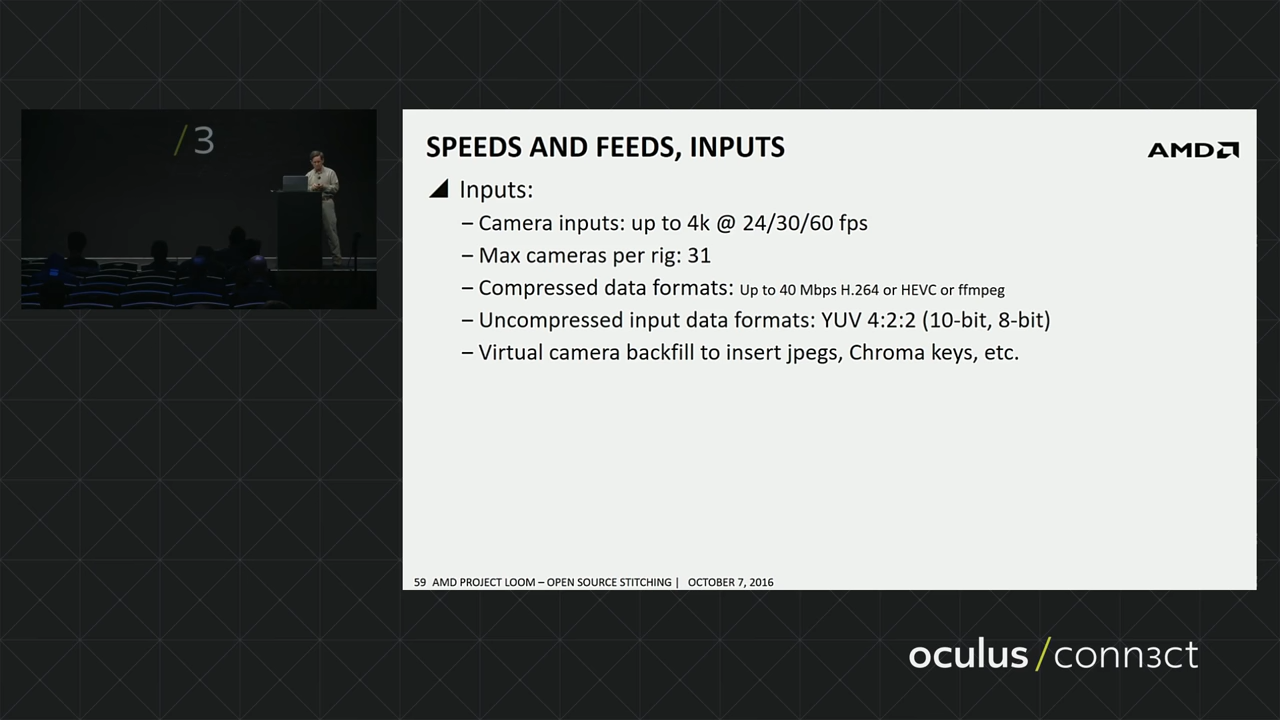 /3
SPEEDS AND FEEDS, INPUTS
AMD
Inputs:
– Camera inputs: up to 4k @ 24/30/60 fps
– Max cameras per rig: 31
– Compressed data formats: Up to 40 Mbps H.264 or HEVC or ffmpeg
– Uncompressed input data formats: YUV 4:2:2 (10-bit, 8-bit)
– Virtual camera backfill to insert jpegs, Chroma keys, etc.
59 AMD PROJECT LOOM – OPEN SOURCE STITCHING | OCTOBER 7, 2016
oculus /conn3ct